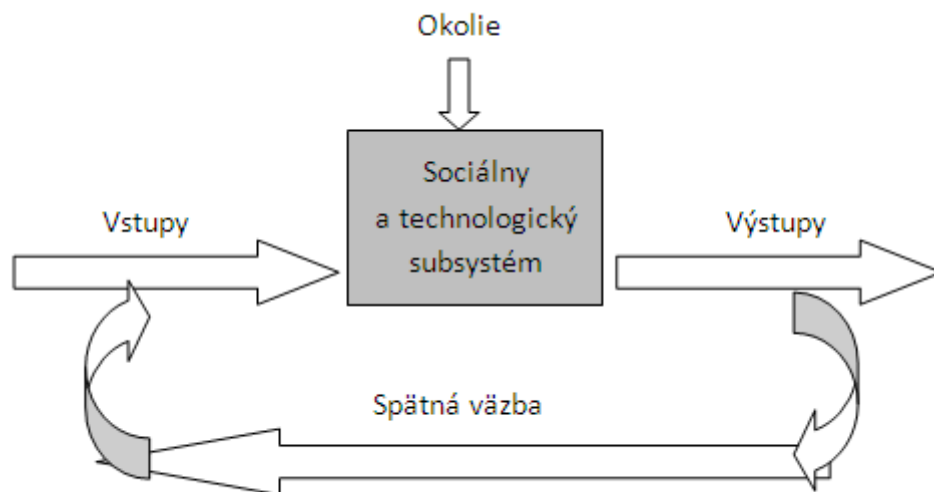 Okolie
Sociálny
a technologický
subsystém
Vstupy
Výstupy
Spätná väzba